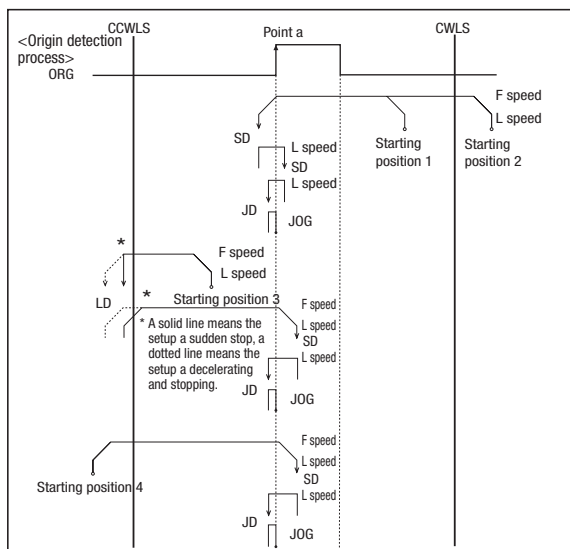 CCWLS
Point a
CWLS
<Origin detection
process>
ORG
F speed
L speed
SD
Starting
position 1
Starting
position 2
L speed
SD
L speed
JD
JOG
*
F speed
L speed
LD
*
Starting position 3
F speed
* A solid line means the
setup a sudden stop, a
dotted line means the
setup a decelerating
and stopping.
L speed
SD
L speed
JD
JOG
F speed
L speed
SD
Starting position 4
L speed
JD
JOG